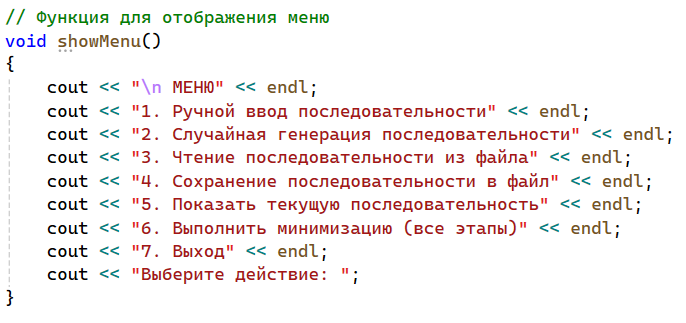 // Функция для отображения меню
void showMenu()
{
    cout << "\n МЕНЮ" << endl;
    cout << "1. Ручной ввод последовательности" << endl;
    cout << "2. Случайная генерация последовательности" << endl;
    cout << "3. Чтение последовательности из файла" << endl;
    cout << "4. Сохранение последовательности в файл" << endl;
    cout << "5. Показать текущую последовательность" << endl;
    cout << "6. Выполнить минимизацию (все этапы)" << endl;
    cout << "7. Выход" << endl;
    cout << "Выберите действие: ";
}